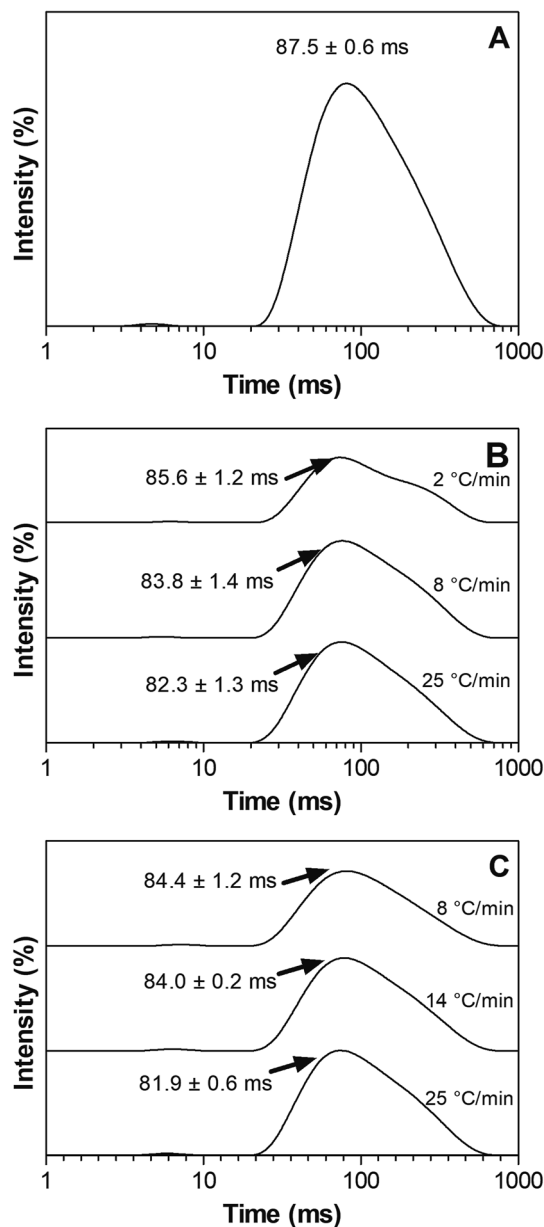 87.5 ± 0.6 ms
A
Intensity (%)
1 10 100 1000
Time (ms)
B
85.6 ± 1.2 ms
2 °C/min
83.8 ± 1.4 ms
8 °C/min
82.3 ± 1.3 ms
25 °C/min
Intensity (%)
1 10 100 1000
Time (ms)
C
84.4 ± 1.2 ms
8 °C/min
84.0 ± 0.2 ms
14 °C/min
81.9 ± 0.6 ms
25 °C/min
Intensity (%)
1 10 100 1000
Time (ms)